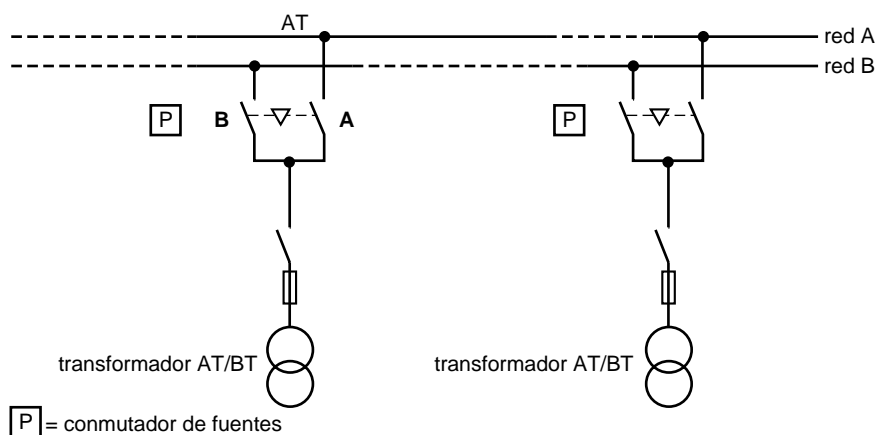 AT
red A
red B
P
B
A
P
transformador AT/BT
transformador AT/BT
P = conmutador de fuentes